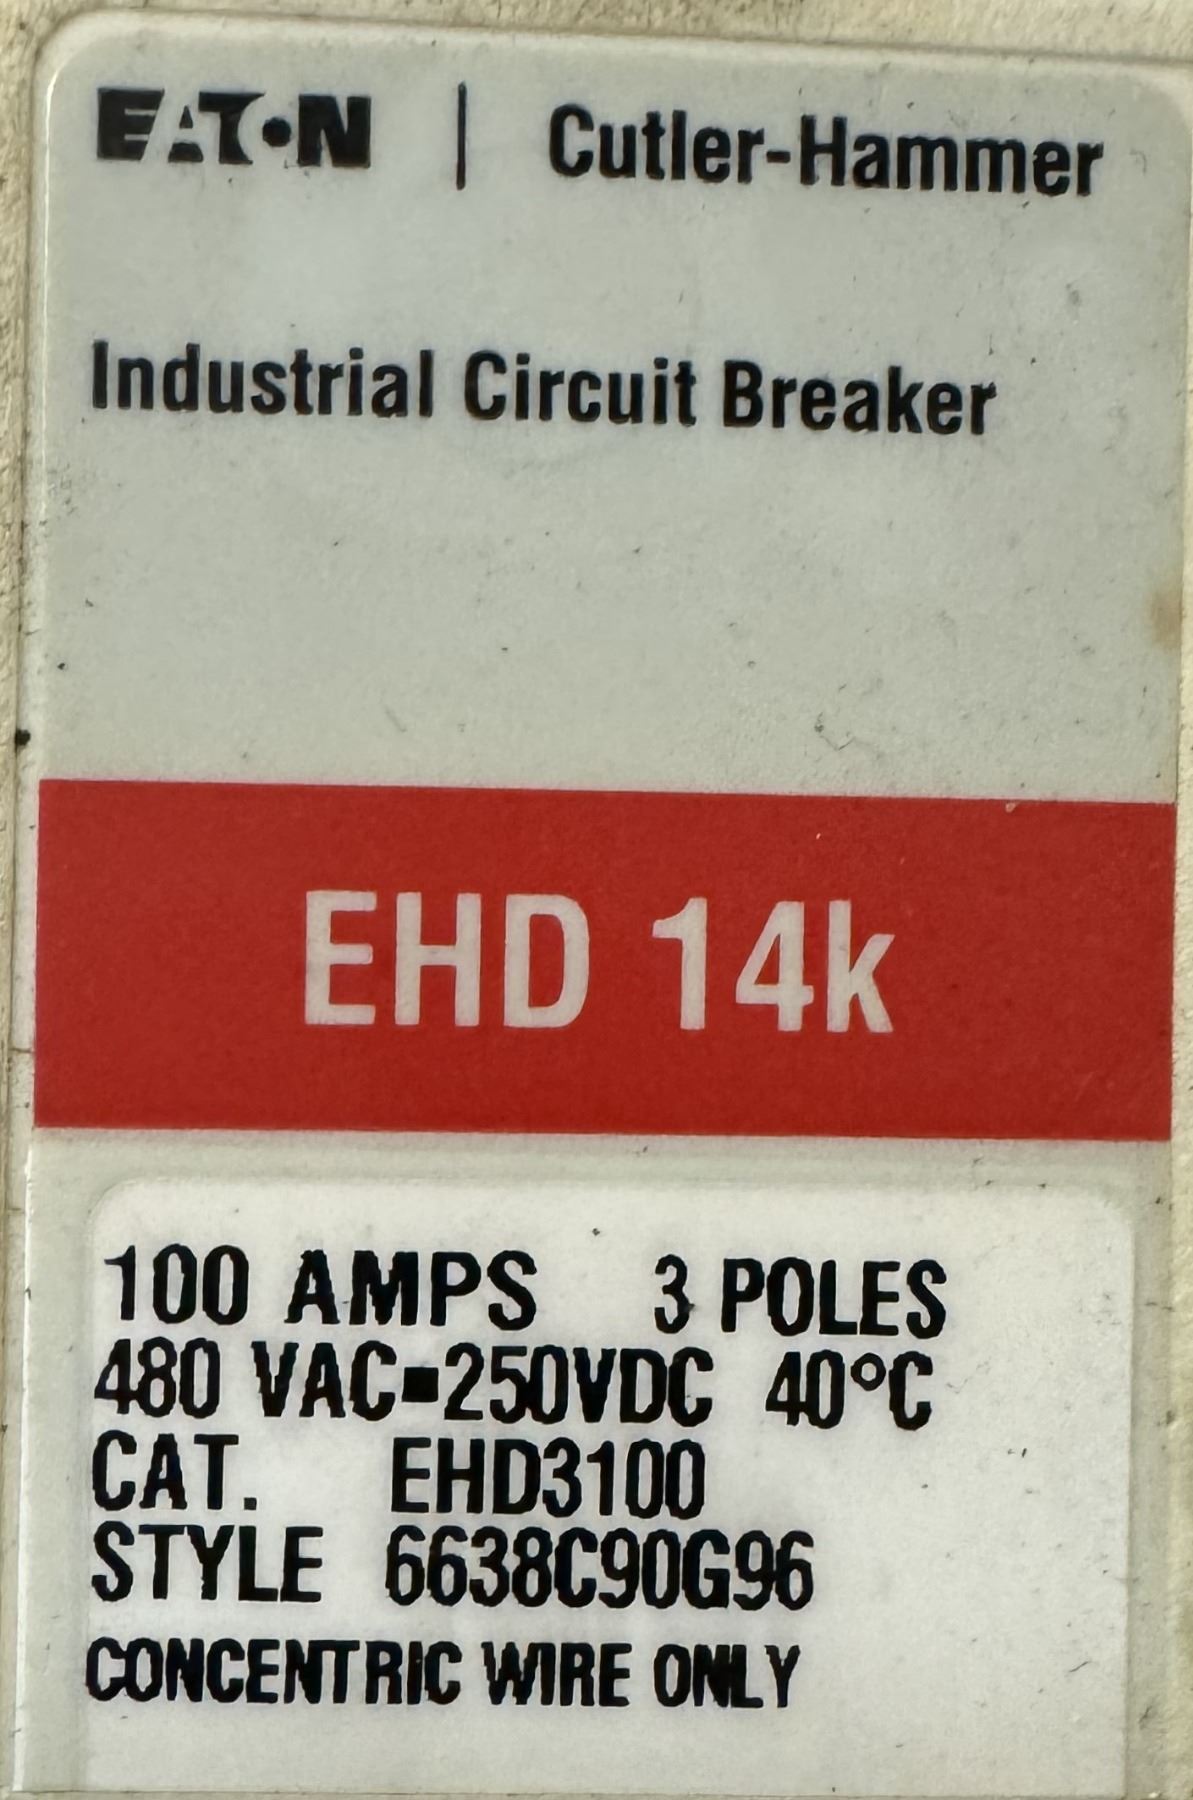 EATON | Cutler-Hammer
Industrial Circuit Breaker
EHD 14k
100 AMPS 3 POLES
480 VAC▪250VDC 40°C
CAT. EHD3100
STYLE 6638C90G96
CONCENTRIC WIRE ONLY